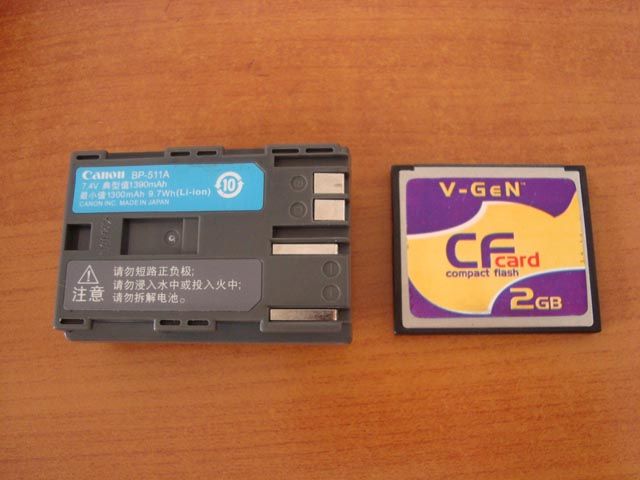 Canon BP-511A
7.4V 典型值1390mAh
最小值1300mAh 9.7Wh(Li-ion)
CANON INC. MADE IN JAPAN
10
注意
请勿短路正负极;
请勿浸入水中或投入火中;
请勿拆解电池。
V-GeN™
CF card
compact flash
2GB